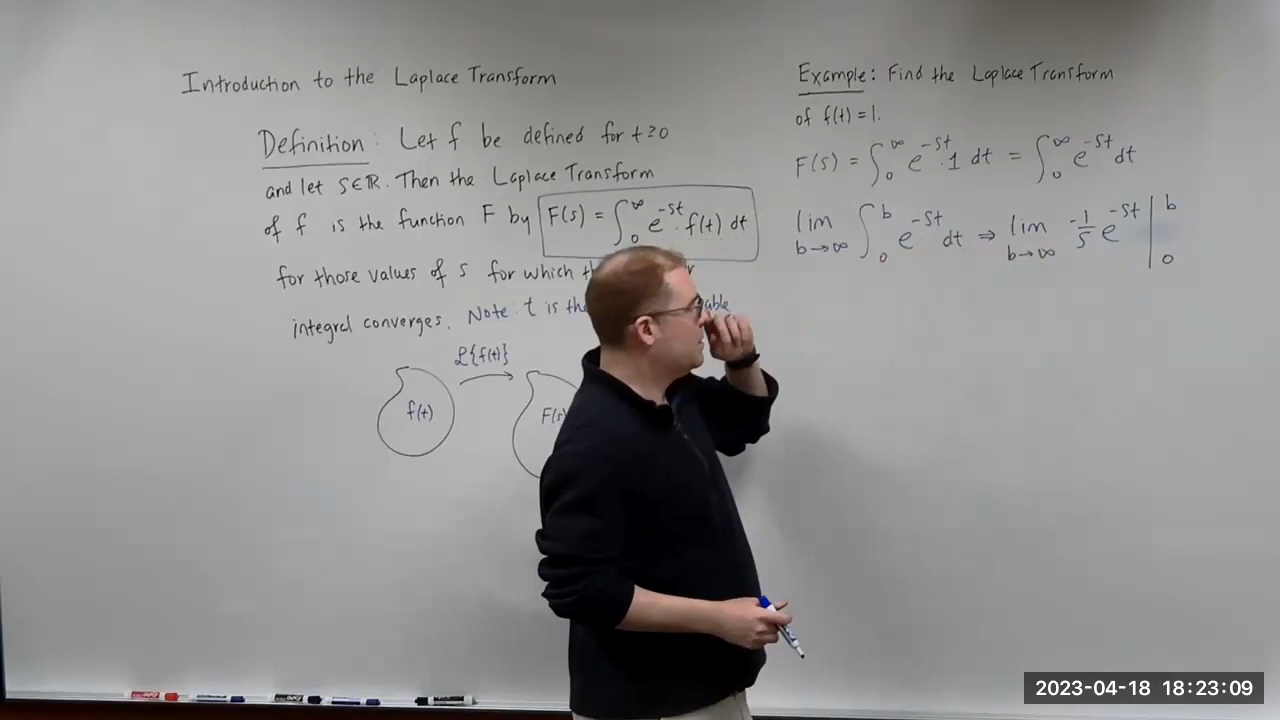 Introduction to the Laplace Transform
Definition: Let f be defined for t≥0
and let s∈ℝ. Then the Laplace Transform
of f is the function F by F(s) = ∫₀^∞ e^{-st} · f(t) dt
for those values of s for which
integral converges. Note: t is the
ℒ{f(t)}
f(t)
F(s)
Example: Find the Laplace Transform
of f(t) = 1.
F(s) = ∫₀^∞ e^{-st} · 1 dt = ∫₀^∞ e^{-st} dt
lim b→∞ ∫₀^b e^{-st} dt ⇒ lim b→∞ -1/s e^{-st} |₀^b
2023-04-18 18:23:09